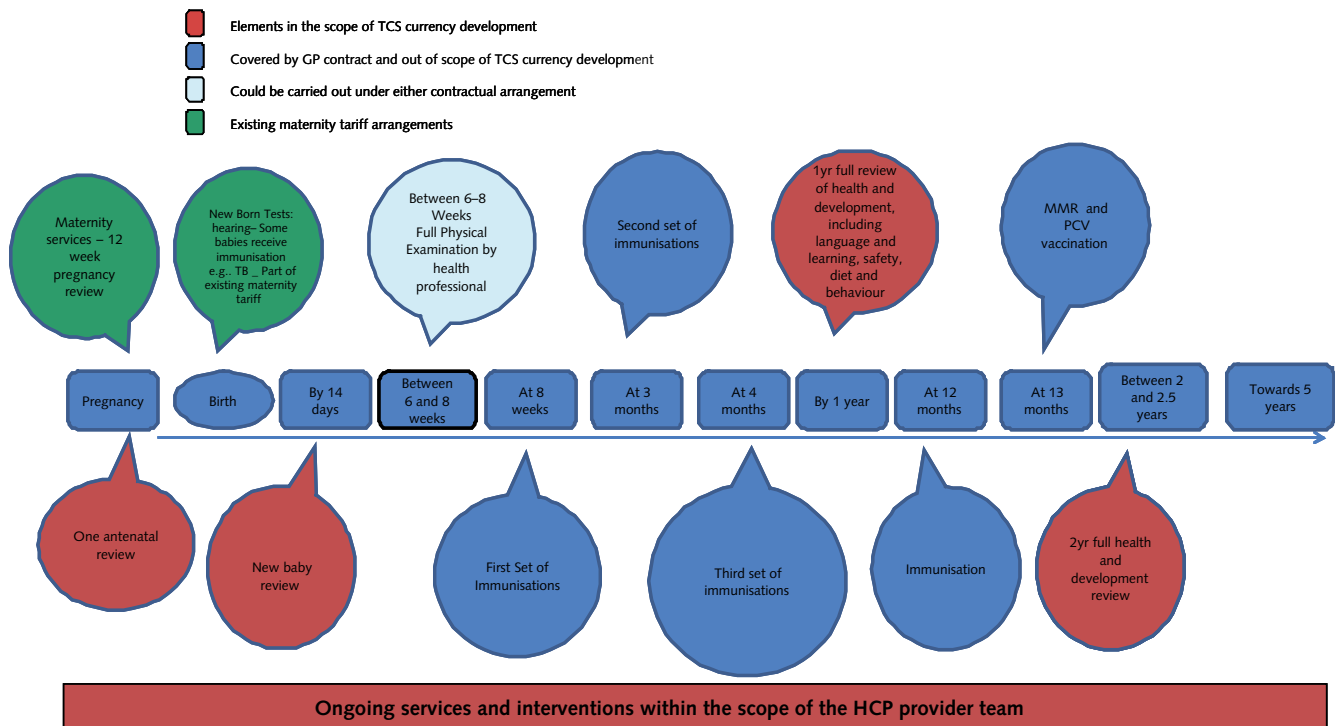 Elements in the scope of TCS currency development
Covered by GP contract and out of scope of TCS currency development
Could be carried out under either contractual arrangement
Existing maternity tariff arrangements
Maternity
services – 12
week
pregnancy
review
New Born Tests:
hearing– Some
babies receive
immunisation
e.g.. TB _ Part of
existing maternity
tariff
Between 6–8
Weeks
Full Physical
Examination by
health
professional
Second set of
immunisations
1yr full review
of health and
development,
including
language and
learning, safety,
diet and
behaviour
MMR and
PCV
vaccination
Pregnancy
Birth
By 14
days
Between
6 and 8
weeks
At 8
weeks
At 3
months
At 4
months
By 1 year
At 12
months
At 13
months
Between 2
and 2.5
years
Towards 5
years
One antenatal
review
New baby
review
First Set of
Immunisations
Third set of
immunisations
Immunisation
2yr full health
and
development
review
Ongoing services and interventions within the scope of the HCP provider team